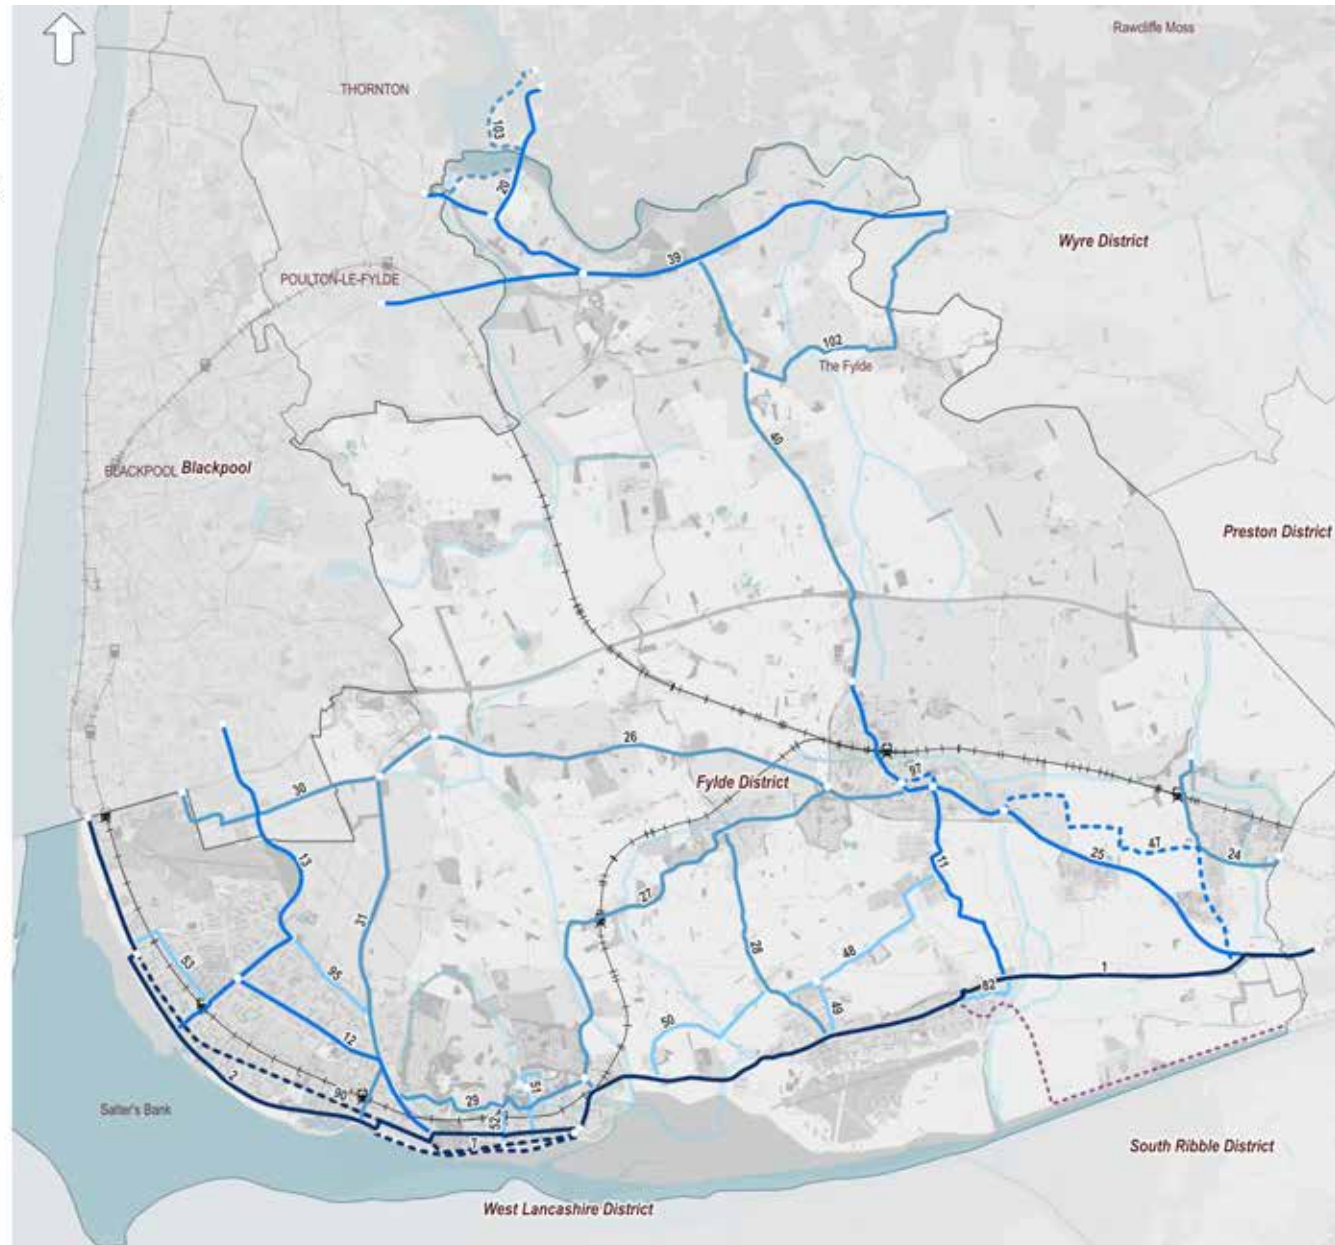 Rawcliffe Moss
THORNTON
103
20
Wyre District
39
POULTON-LE-FYLDE
102
The Fylde
40
BLACKPOOL Blackpool
Preston District
26
97
Fylde District
30
47
25
24
13
11
27
31
28
48
53
95
1
82
49
50
12
2
90
51
29
52
7
Salter's Bank
South Ribble District
West Lancashire District